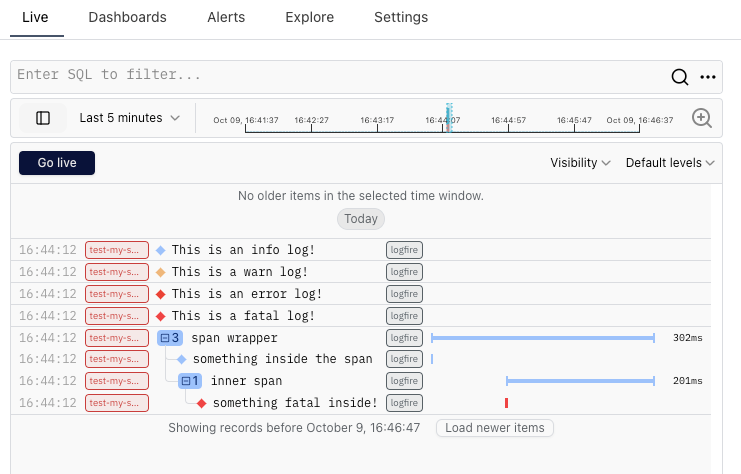 Live Dashboards Alerts Explore Settings
Enter SQL to filter...
Last 5 minutes
Oct 09, 16:41:37 16:42:27 16:43:17 16:44:07 16:44:57 16:45:47 Oct 09, 16:46:37
Go live Visibility Default levels
No older items in the selected time window.
Today
16:44:12 test-my-s... This is an info log! logfire
16:44:12 test-my-s... This is a warn log! logfire
16:44:12 test-my-s... This is an error log! logfire
16:44:12 test-my-s... This is a fatal log! logfire
16:44:12 test-my-s... 3 span wrapper logfire 302ms
16:44:12 test-my-s... something inside the span logfire
16:44:12 test-my-s... 1 inner span logfire 201ms
16:44:12 test-my-s... something fatal inside! logfire
Showing records before October 9, 16:46:47 Load newer items